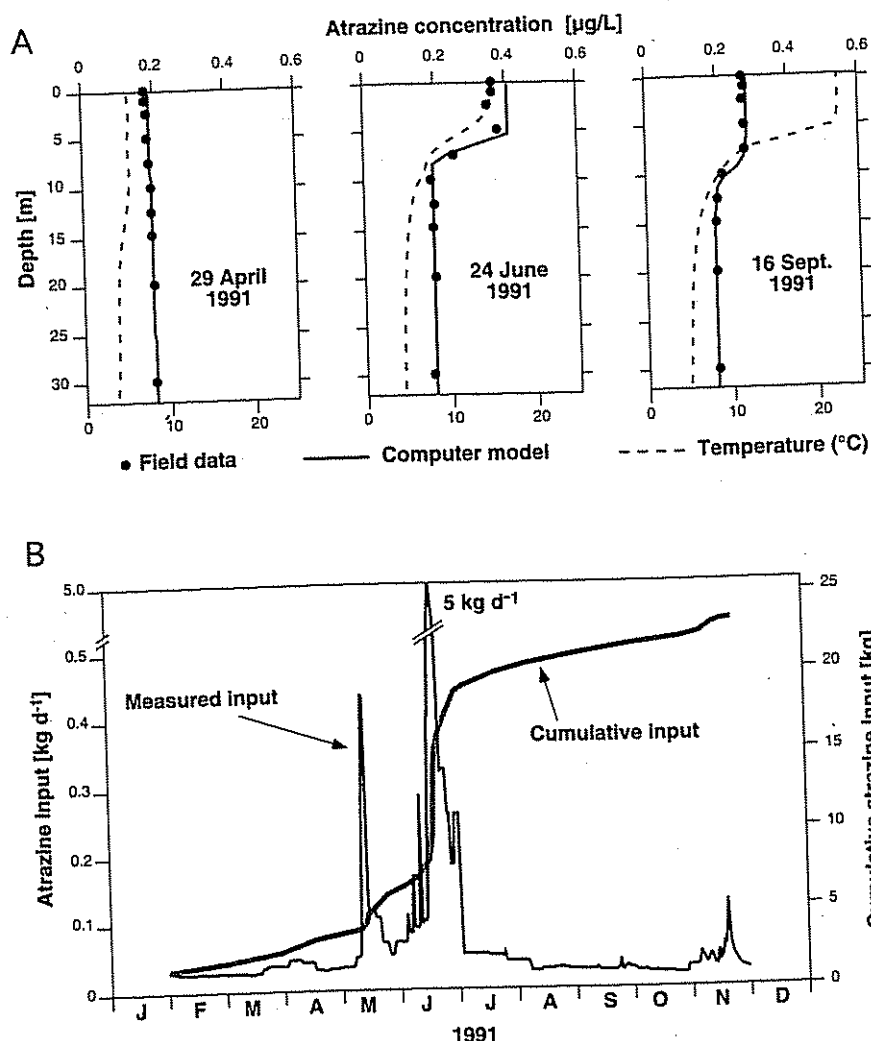 A
Atrazine concentration [µg/L]
0 0.2 0.4 0.6
0 0.2 0.4 0.6
0 0.2 0.4 0.6
Depth [m]
0
5
10
15
20
25
30
29 April
1991
24 June
1991
16 Sept.
1991
0 10 20
0 10 20
0 10 20
Field data
Computer model
Temperature (°C)
B
Atrazine Input [kg d⁻¹]
5.0
0.5
0.4
0.3
0.2
0.1
0
5 kg d⁻¹
Measured input
Cumulative input
25
20
15
10
5
0
Cumulative atrazine input [kg]
J F M A M J J A S O N D
1991